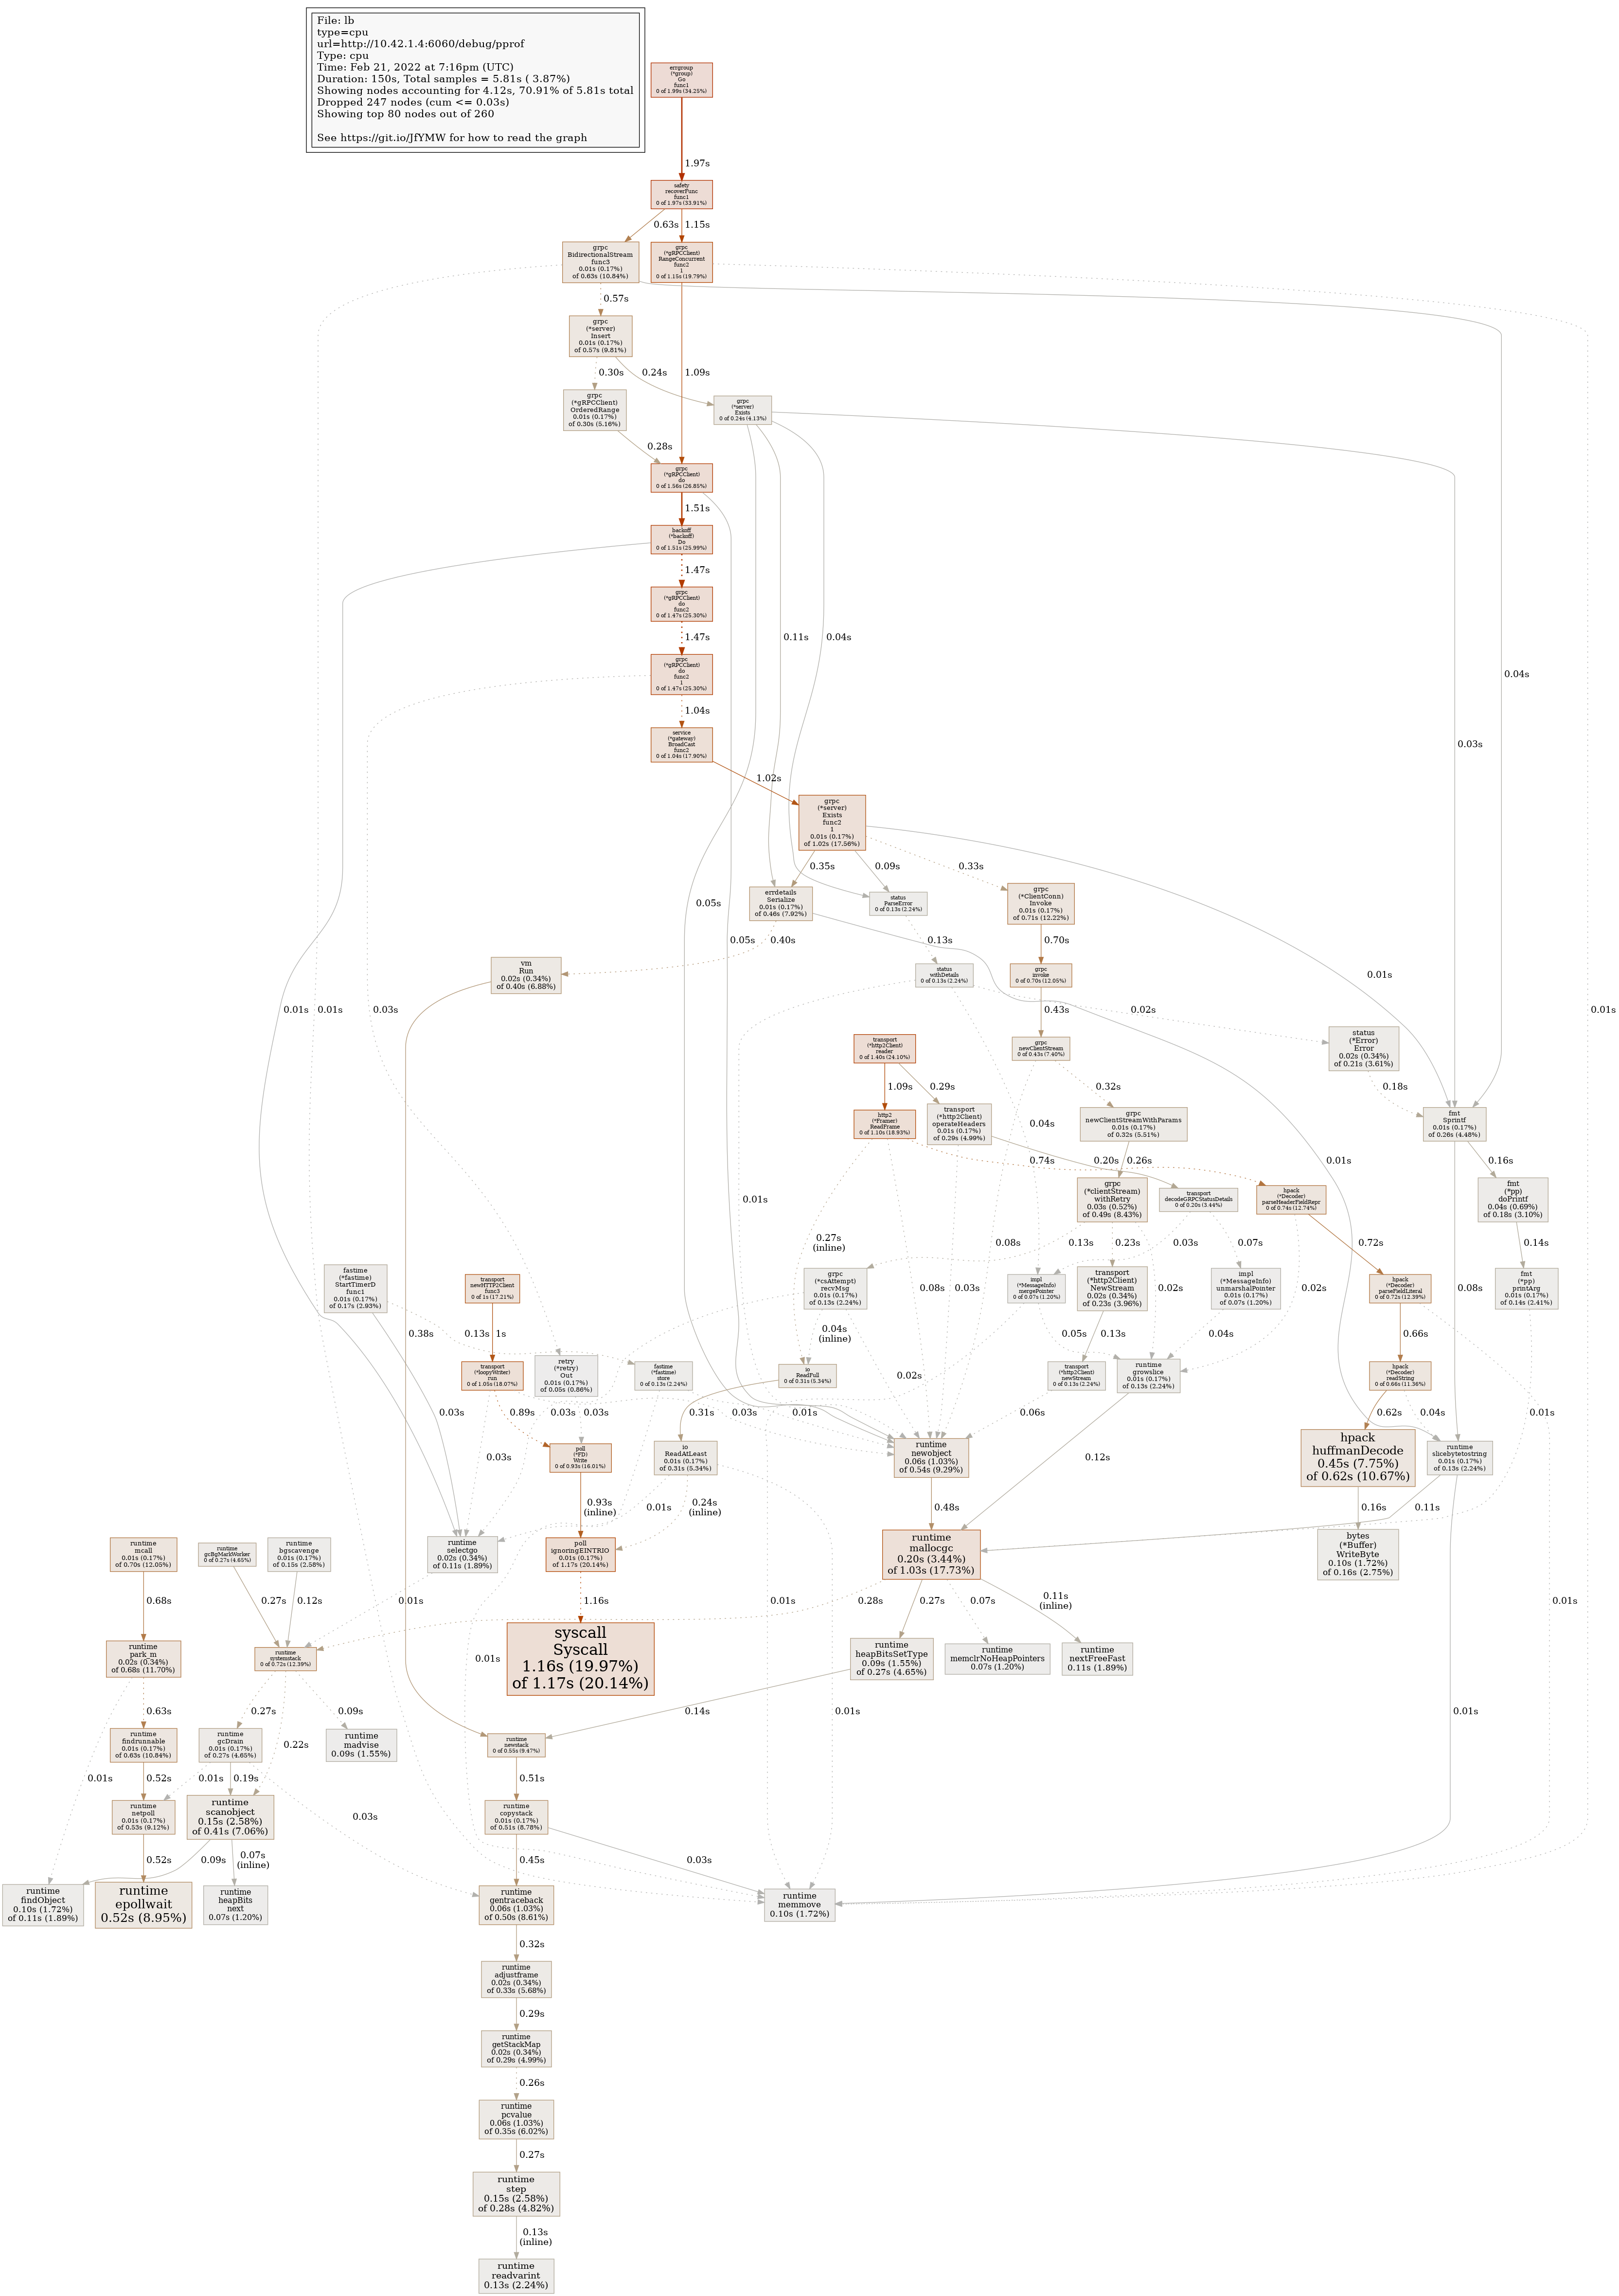 File: lb
type=cpu
url=http://10.42.1.4:6060/debug/pprof
Type: cpu
Time: Feb 21, 2022 at 7:16pm (UTC)
Duration: 150s, Total samples = 5.81s ( 3.87%)
Showing nodes accounting for 4.12s, 70.91% of 5.81s total
Dropped 247 nodes (cum <= 0.03s)
Showing top 80 nodes out of 260
See https://git.io/JfYMW for how to read the graph
errgroup
(*group)
Go
func1
0 of 1.99s (34.25%)
1.97s
safety
recoverFunc
func1
0 of 1.97s (33.91%)
0.63s
1.15s
grpc
BidirectionalStream
func3
0.01s (0.17%)
of 0.63s (10.84%)
grpc
(*gRPCClient)
RangeConcurrent
func2
1
0 of 1.15s (19.79%)
0.57s
grpc
(*server)
Insert
0.01s (0.17%)
of 0.57s (9.81%)
0.30s
0.24s
1.09s
grpc
(*gRPCClient)
OrderedRange
0.01s (0.17%)
of 0.30s (5.16%)
grpc
(*server)
Exists
0 of 0.24s (4.13%)
0.28s
grpc
(*gRPCClient)
do
0 of 1.56s (26.85%)
1.51s
backoff
(*backoff)
Do
0 of 1.51s (25.99%)
1.47s
grpc
(*gRPCClient)
do
func2
0 of 1.47s (25.30%)
1.47s
0.11s
0.04s
grpc
(*gRPCClient)
do
func2
1
0 of 1.47s (25.30%)
0.04s
1.04s
service
(*gateway)
BroadCast
func2
0 of 1.04s (17.90%)
0.03s
1.02s
grpc
(*server)
Exists
func2
1
0.01s (0.17%)
of 1.02s (17.56%)
0.35s
0.09s
0.33s
errdetails
Serialize
0.01s (0.17%)
of 0.46s (7.92%)
status
ParseError
0 of 0.13s (2.24%)
grpc
(*ClientConn)
Invoke
0.01s (0.17%)
of 0.71s (12.22%)
0.05s
0.05s
0.40s
0.13s
0.70s
vm
Run
0.02s (0.34%)
of 0.40s (6.88%)
status
withDetails
0 of 0.13s (2.24%)
grpc
invoke
0 of 0.70s (12.05%)
0.01s
0.01s
0.01s
0.03s
0.43s
0.02s
0.01s
transport
(*http2Client)
reader
0 of 1.40s (24.10%)
grpc
newClientStream
0 of 0.43s (7.40%)
status
(*Error)
Error
0.02s (0.34%)
of 0.21s (3.61%)
1.09s
0.29s
0.32s
0.18s
http2
(*Framer)
ReadFrame
0 of 1.10s (18.93%)
transport
(*http2Client)
operateHeaders
0.01s (0.17%)
of 0.29s (4.99%)
0.04s
grpc
newClientStreamWithParams
0.01s (0.17%)
of 0.32s (5.51%)
fmt
Sprintf
0.01s (0.17%)
of 0.26s (4.48%)
0.74s
0.20s
0.26s
0.01s
0.16s
0.01s
grpc
(*clientStream)
withRetry
0.03s (0.52%)
of 0.49s (8.43%)
transport
decodeGRPCStatusDetails
0 of 0.20s (3.44%)
hpack
(*Decoder)
parseHeaderFieldRepr
0 of 0.74s (12.74%)
fmt
(*pp)
doPrintf
0.04s (0.69%)
of 0.18s (3.10%)
0.27s
(inline)
0.08s
0.13s
0.23s
0.03s
0.07s
0.72s
0.14s
fastime
(*fastime)
StartTimerD
func1
0.01s (0.17%)
of 0.17s (2.93%)
transport
newHTTP2Client
func3
0 of 1s (17.21%)
grpc
(*csAttempt)
recvMsg
0.01s (0.17%)
of 0.13s (2.24%)
0.08s
0.03s
impl
(*MessageInfo)
mergePointer
0 of 0.07s (1.20%)
transport
(*http2Client)
NewStream
0.02s (0.34%)
of 0.23s (3.96%)
0.02s
impl
(*MessageInfo)
unmarshalPointer
0.01s (0.17%)
of 0.07s (1.20%)
0.02s
hpack
(*Decoder)
parseFieldLiteral
0 of 0.72s (12.39%)
0.08s
fmt
(*pp)
printArg
0.01s (0.17%)
of 0.14s (2.41%)
0.38s
0.13s
1s
0.04s
(inline)
0.05s
0.13s
0.04s
0.66s
transport
(*loopyWriter)
run
0 of 1.05s (18.07%)
retry
(*retry)
Out
0.01s (0.17%)
of 0.05s (0.86%)
fastime
(*fastime)
store
0 of 0.13s (2.24%)
io
ReadFull
0 of 0.31s (5.34%)
0.02s
transport
(*http2Client)
newStream
0 of 0.13s (2.24%)
runtime
growslice
0.01s (0.17%)
of 0.13s (2.24%)
hpack
(*Decoder)
readString
0 of 0.66s (11.36%)
0.03s
0.89s
0.03s
0.03s
0.31s
0.03s
0.01s
0.06s
0.62s
0.04s
0.01s
0.03s
poll
(*FD)
Write
0 of 0.93s (16.01%)
io
ReadAtLeast
0.01s (0.17%)
of 0.31s (5.34%)
runtime
newobject
0.06s (1.03%)
of 0.54s (9.29%)
0.12s
hpack
huffmanDecode
0.45s (7.75%)
of 0.62s (10.67%)
runtime
slicebytetostring
0.01s (0.17%)
of 0.13s (2.24%)
0.93s
(inline)
0.01s
0.24s
(inline)
0.48s
0.16s
0.11s
runtime
mcall
0.01s (0.17%)
of 0.70s (12.05%)
runtime
gcBgMarkWorker
0 of 0.27s (4.65%)
runtime
bgscavenge
0.01s (0.17%)
of 0.15s (2.58%)
runtime
selectgo
0.02s (0.34%)
of 0.11s (1.89%)
poll
ignoringEINTRIO
0.01s (0.17%)
of 1.17s (20.14%)
runtime
mallocgc
0.20s (3.44%)
of 1.03s (17.73%)
bytes
(*Buffer)
WriteByte
0.10s (1.72%)
of 0.16s (2.75%)
0.68s
0.27s
0.12s
0.01s
1.16s
0.01s
0.28s
0.27s
0.07s
0.11s
(inline)
0.01s
runtime
park_m
0.02s (0.34%)
of 0.68s (11.70%)
runtime
systemstack
0 of 0.72s (12.39%)
0.01s
syscall
Syscall
1.16s (19.97%)
of 1.17s (20.14%)
runtime
heapBitsSetType
0.09s (1.55%)
of 0.27s (4.65%)
runtime
memclrNoHeapPointers
0.07s (1.20%)
runtime
nextFreeFast
0.11s (1.89%)
0.63s
0.27s
0.22s
0.09s
0.14s
0.01s
0.01s
runtime
findrunnable
0.01s (0.17%)
of 0.63s (10.84%)
runtime
gcDrain
0.01s (0.17%)
of 0.27s (4.65%)
runtime
madvise
0.09s (1.55%)
runtime
newstack
0 of 0.55s (9.47%)
0.01s
0.52s
0.01s
0.19s
0.51s
runtime
netpoll
0.01s (0.17%)
of 0.53s (9.12%)
runtime
scanobject
0.15s (2.58%)
of 0.41s (7.06%)
0.03s
runtime
copystack
0.01s (0.17%)
of 0.51s (8.78%)
0.52s
0.09s
0.07s
(inline)
0.45s
0.03s
runtime
findObject
0.10s (1.72%)
of 0.11s (1.89%)
runtime
epollwait
0.52s (8.95%)
runtime
heapBits
next
0.07s (1.20%)
runtime
gentraceback
0.06s (1.03%)
of 0.50s (8.61%)
runtime
memmove
0.10s (1.72%)
0.32s
runtime
adjustframe
0.02s (0.34%)
of 0.33s (5.68%)
0.29s
runtime
getStackMap
0.02s (0.34%)
of 0.29s (4.99%)
0.26s
runtime
pcvalue
0.06s (1.03%)
of 0.35s (6.02%)
0.27s
runtime
step
0.15s (2.58%)
of 0.28s (4.82%)
0.13s
(inline)
runtime
readvarint
0.13s (2.24%)